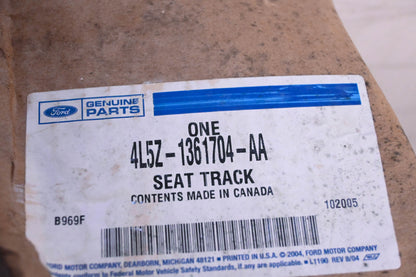 Ford
GENUINE
PARTS
ONE
4L5Z-1361704-AA
SEAT TRACK
CONTENTS MADE IN CANADA
B969F
102005
FORD MOTOR COMPANY, DEARBORN, MICHIGAN 48121 ■ PRINTED IN U.S.A. © 2004, FORD MOTOR COMPANY
to Federal Motor Vehicle Safety Standards, if any are ■ L1190 REV 8/04